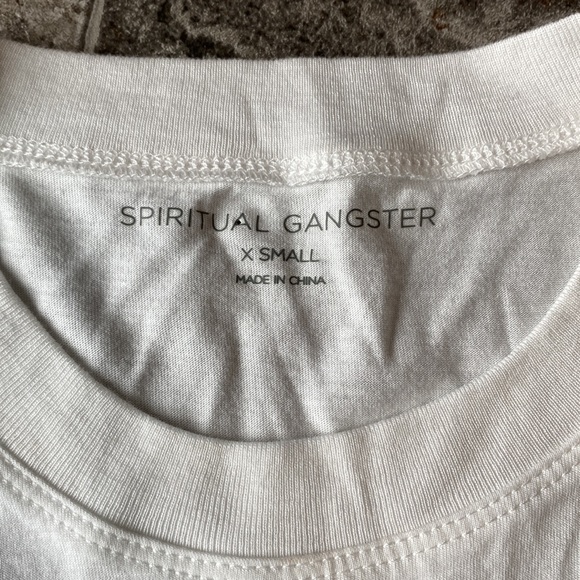 SPIRITUAL GANGSTER
X SMALL
MADE IN CHINA